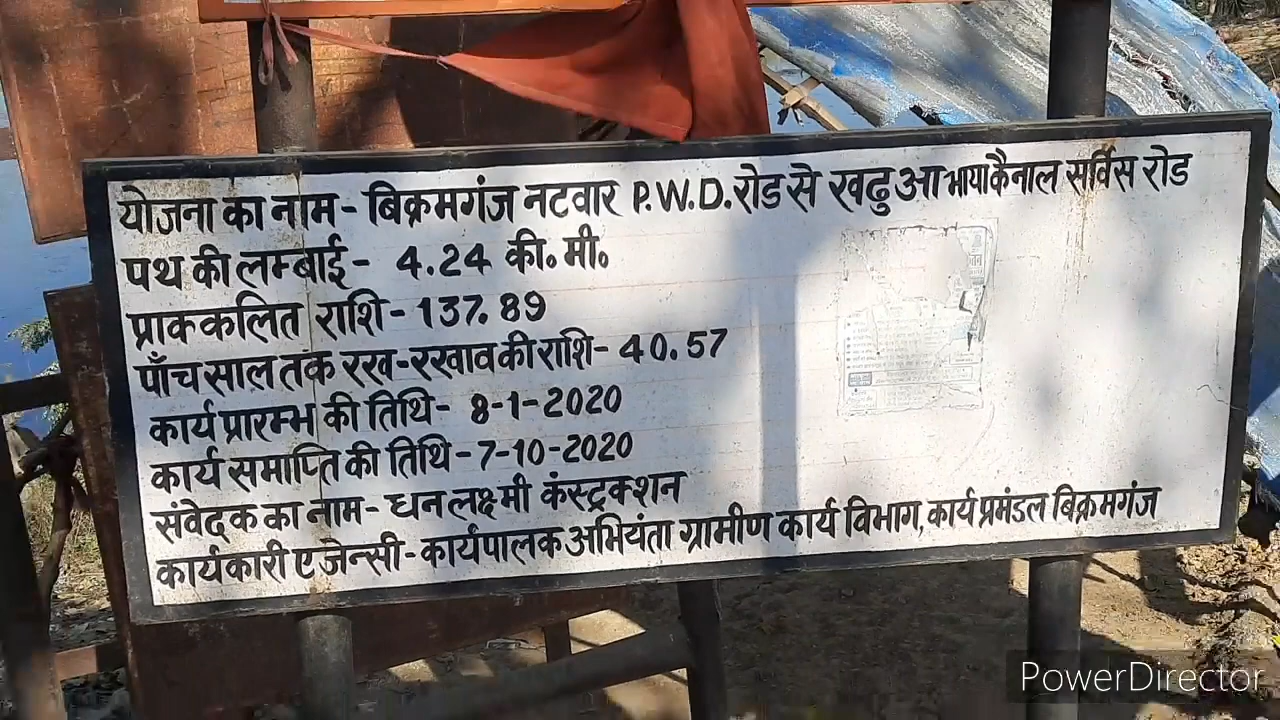 योजना का नाम - बिक्रमगंज नटवार P.W.D. रोड से खढुआ भाया कैनाल सर्विस रोड
पथ की लम्बाई - 4.24 की. मी.
प्राक्कलित राशि - 137.89
पाँच साल तक रख-रखाव की राशि - 40.57
कार्य प्रारम्भ की तिथि - 8-1-2020
कार्य समाप्ति की तिथि - 7-10-2020
संवेदक का नाम - धन लक्ष्मी कंस्ट्रक्शन
कार्यकारी एजेन्सी - कार्यपालक अभियंता ग्रामीण कार्य विभाग, कार्य प्रमंडल बिक्रमगंज
PowerDirector